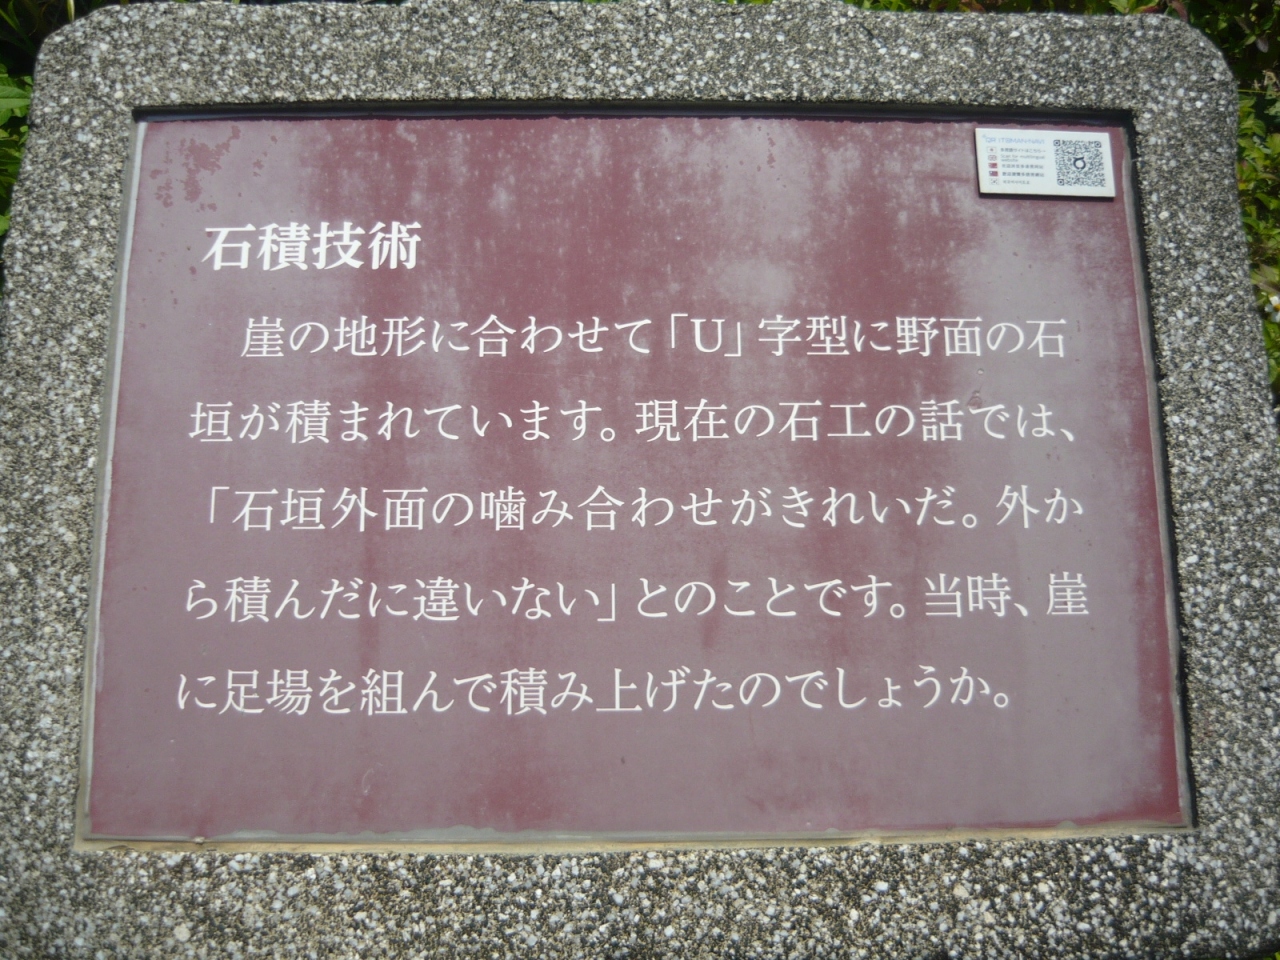 石積技術
崖の地形に合わせて「U」字型に野面の石
垣が積まれています。現在の石工の話では、
「石垣外面の噛み合わせがきれいだ。外か
ら積んだに違いない」とのことです。当時、崖
に足場を組んで積み上げたのでしょうか。